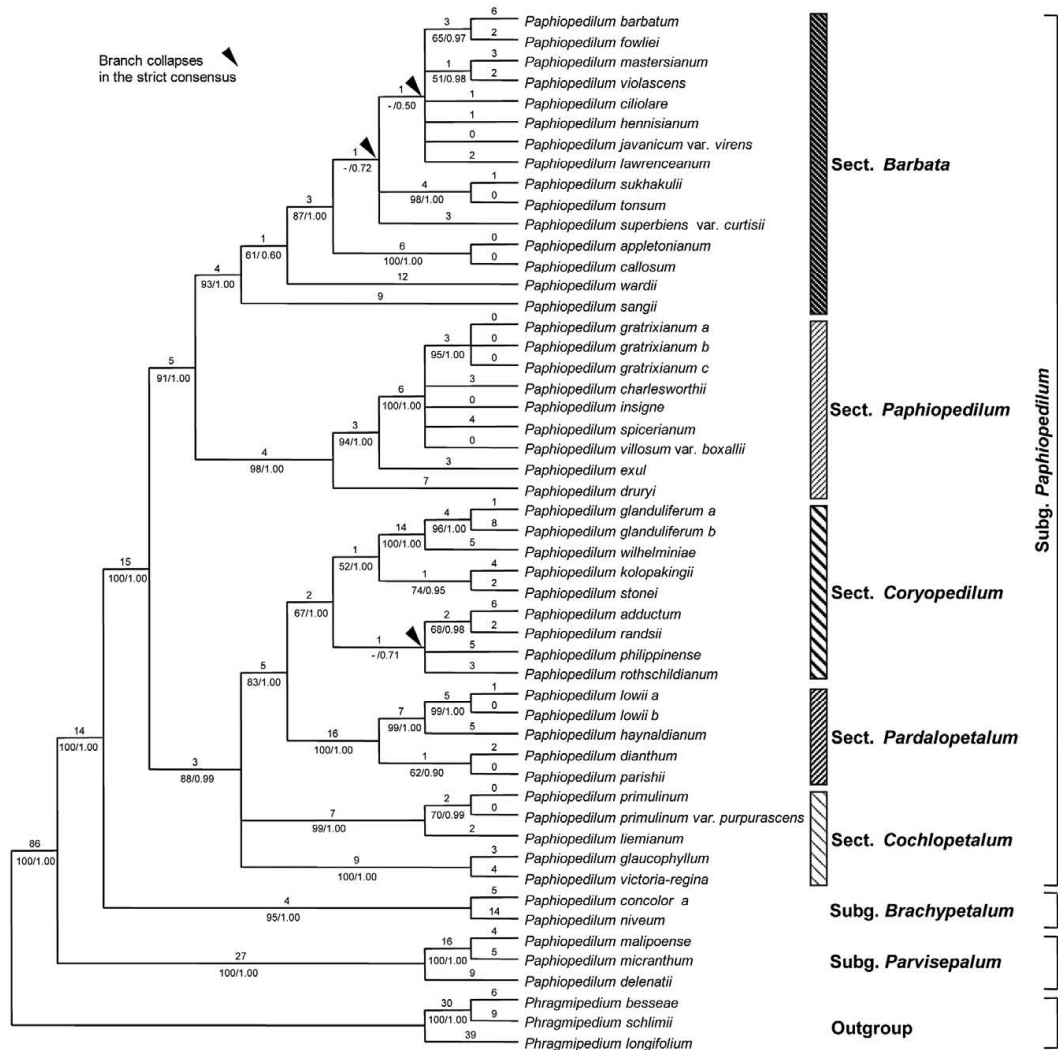 Branch collapses
in the strict consensus
6
Paphiopedilum barbatum
3
65/0.97
2
Paphiopedilum fowliei
3
Paphiopedilum mastersianum
1
51/0.98
2
Paphiopedilum violascens
1
-/0.50
1
Paphiopedilum ciliolare
1
Paphiopedilum hennisianum
0
Paphiopedilum javanicum var. virens
2
Paphiopedilum lawrenceanum
1
-/0.72
1
Paphiopedilum sukhakulii
4
98/1.00
0
Paphiopedilum tonsum
3
Paphiopedilum superbiens var. curtisii
3
87/1.00
0
Paphiopedilum appletonianum
6
100/1.00
0
Paphiopedilum callosum
1
61/0.60
12
Paphiopedilum wardii
4
93/1.00
9
Paphiopedilum sangii
Sect. Barbata
0
Paphiopedilum gratrixianum a
3
95/1.00
0
Paphiopedilum gratrixianum b
0
Paphiopedilum gratrixianum c
5
91/1.00
6
100/1.00
3
Paphiopedilum charlesworthii
0
Paphiopedilum insigne
4
Paphiopedilum spicerianum
0
Paphiopedilum villosum var. boxallii
3
94/1.00
3
Paphiopedilum exul
4
98/1.00
7
Paphiopedilum druryi
Sect. Paphiopedilum
1
Paphiopedilum glanduliferum a
4
96/1.00
8
Paphiopedilum glanduliferum b
14
100/1.00
5
Paphiopedilum wilhelminiae
1
52/1.00
4
Paphiopedilum kolopakingii
1
74/0.95
2
Paphiopedilum stonei
2
67/1.00
6
Paphiopedilum adductum
2
68/0.98
2
Paphiopedilum randsii
1
-/0.71
5
Paphiopedilum philippinense
3
Paphiopedilum rothschildianum
Sect. Coryopedilum
15
100/1.00
5
83/1.00
1
Paphiopedilum lowii a
5
99/1.00
0
Paphiopedilum lowii b
7
99/1.00
5
Paphiopedilum haynaldianum
16
100/1.00
2
Paphiopedilum dianthum
1
62/0.90
0
Paphiopedilum parishii
Sect. Pardalopetalum
14
100/1.00
3
88/0.99
0
Paphiopedilum primulinum
2
70/0.99
0
Paphiopedilum primulinum var. purpurascens
7
99/1.00
2
Paphiopedilum liemianum
9
100/1.00
3
Paphiopedilum glaucophyllum
4
Paphiopedilum victoria-regina
Sect. Cochlopetalum
Subg. Paphiopedilum
86
100/1.00
5
Paphiopedilum concolor a
4
95/1.00
14
Paphiopedilum niveum
Subg. Brachypetalum
4
Paphiopedilum malipoense
16
100/1.00
5
Paphiopedilum micranthum
27
100/1.00
9
Paphiopedilum delenatii
Subg. Parvisepalum
6
Phragmipedium besseae
30
100/1.00
9
Phragmipedium schlimii
39
Phragmipedium longifolium
Outgroup